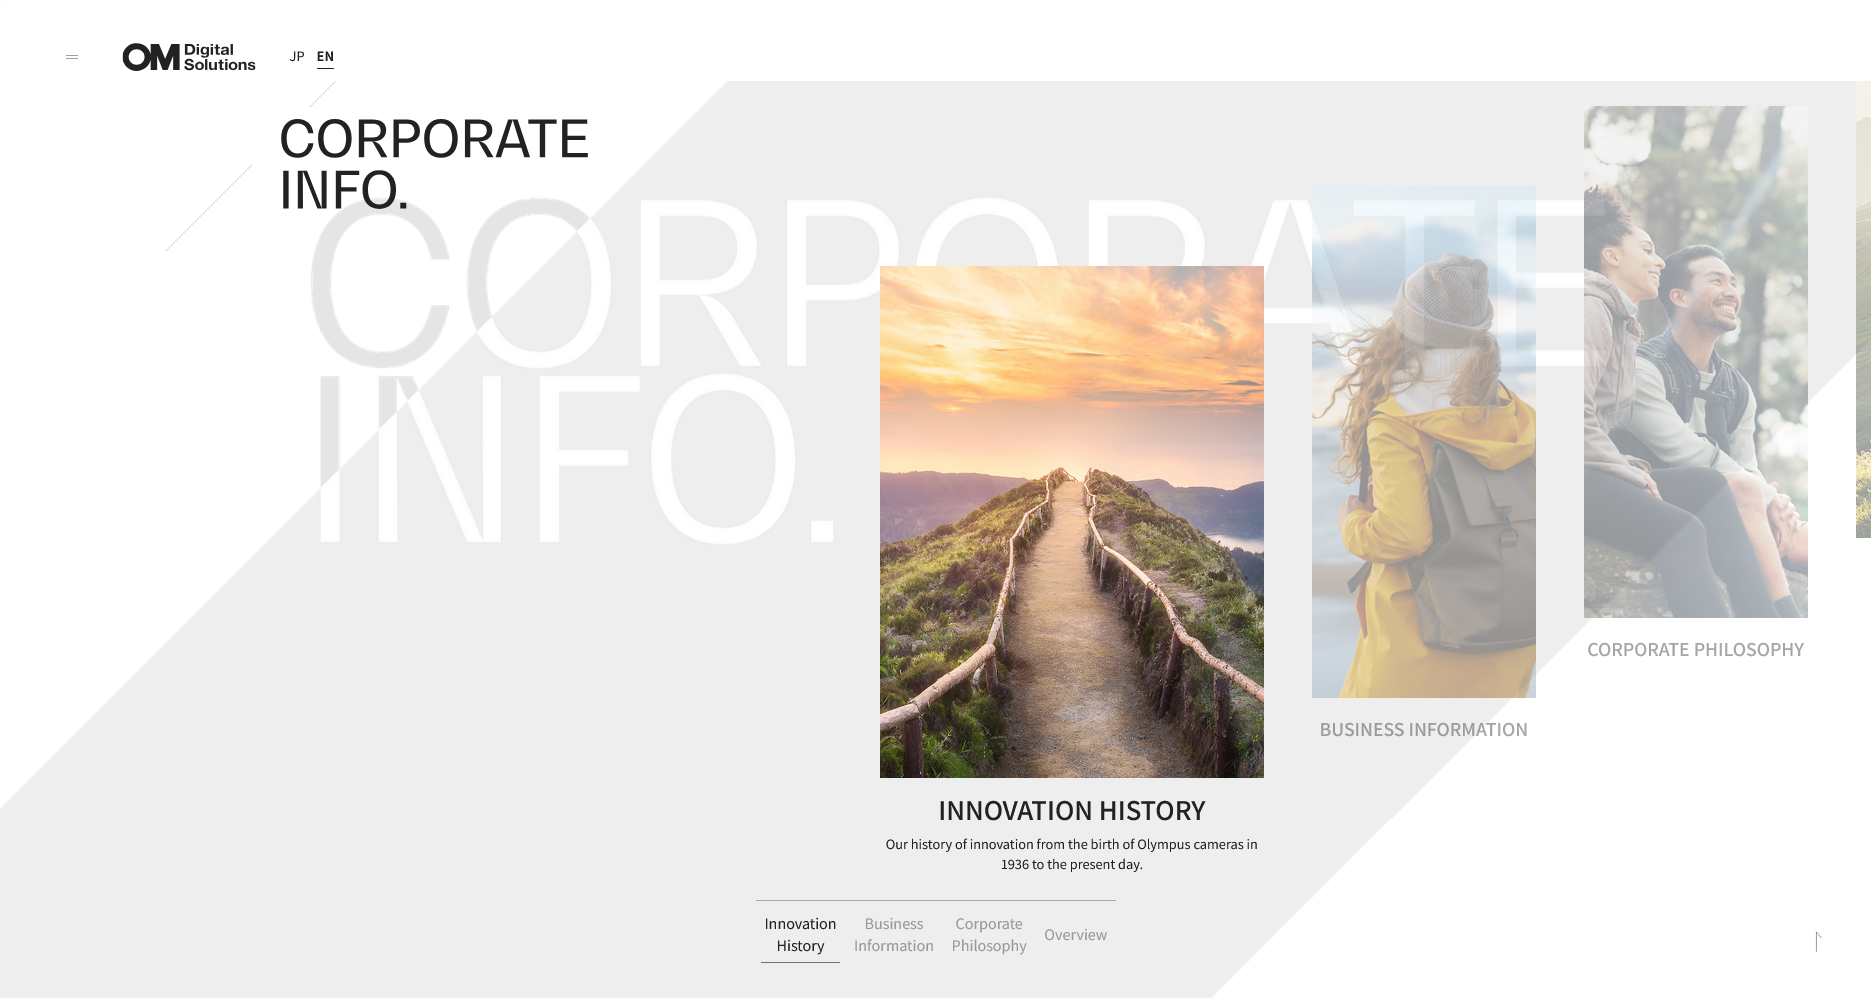 OM Digital
Solutions
JP EN
CORPORATE
INFO.
CORPORATE
INFO.
CORPORATE PHILOSOPHY
BUSINESS INFORMATION
INNOVATION HISTORY
Our history of innovation from the birth of Olympus cameras in
1936 to the present day.
Innovation
History
Business
Information
Corporate
Philosophy
Overview